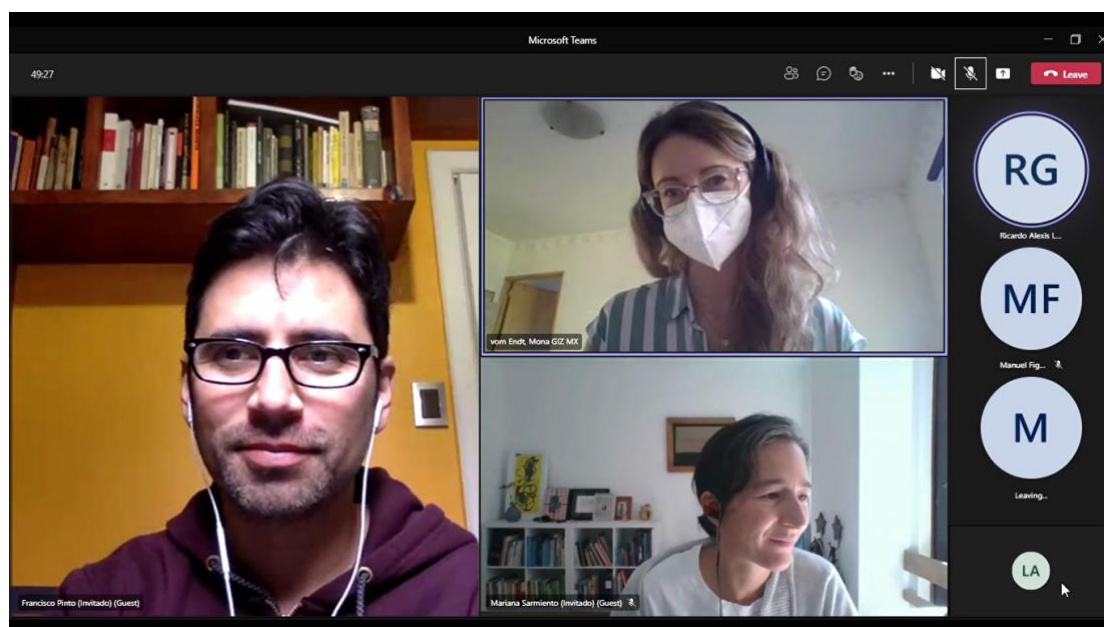 Microsoft Teams
49:27
Leave
vom Endt, Mona GIZ MX
Francisco Pinto (Invitado) (Guest)
Mariana Sarmiento (Invitado) (Guest)
RG
Ricardo Alexis L...
MF
Manuel Fig...
M
Leaving...
LA